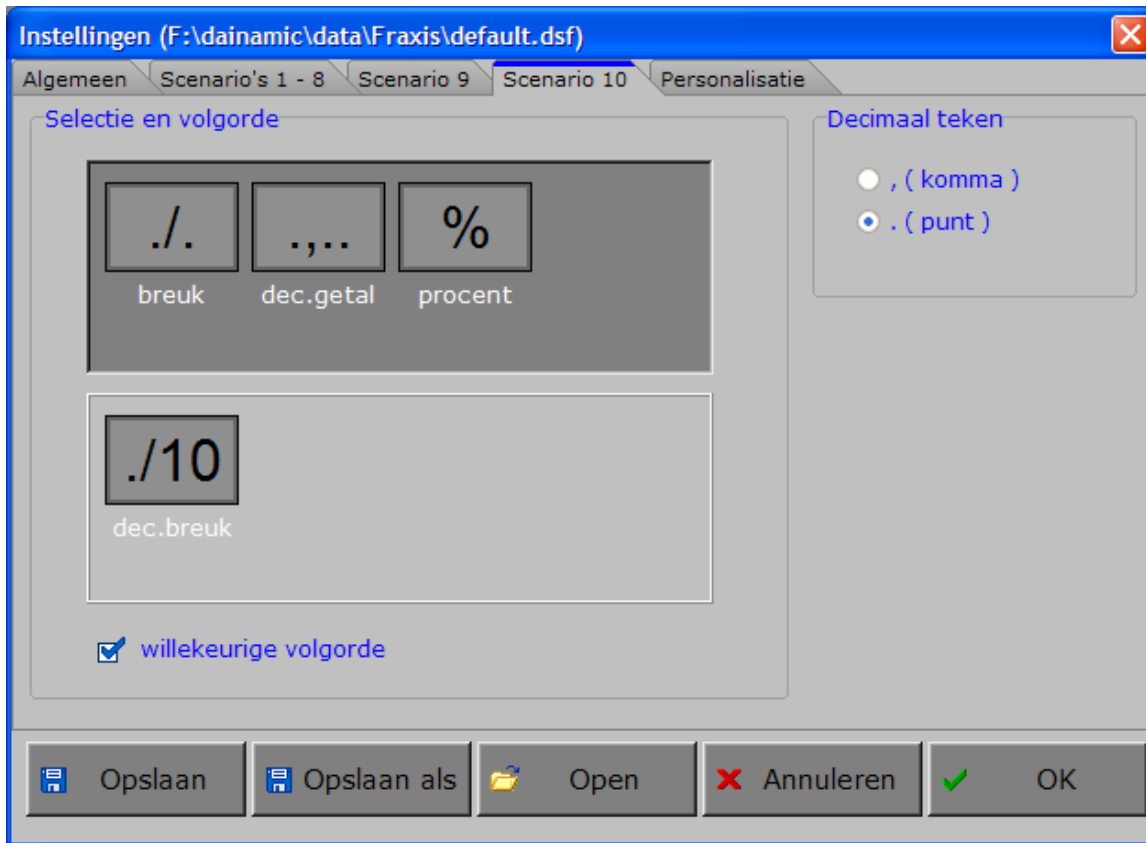 Instellingen (F:\dainamic\data\Fraxis\default.dsf)
Algemeen Scenario's 1 - 8 Scenario 9 Scenario 10 Personalisatie
Selectie en volgorde
./. .,.. %
breuk dec.getal procent
./10
dec.breuk
willekeurige volgorde
Decimaal teken
, ( komma )
. ( punt )
Opslaan Opslaan als Open Annuleren OK